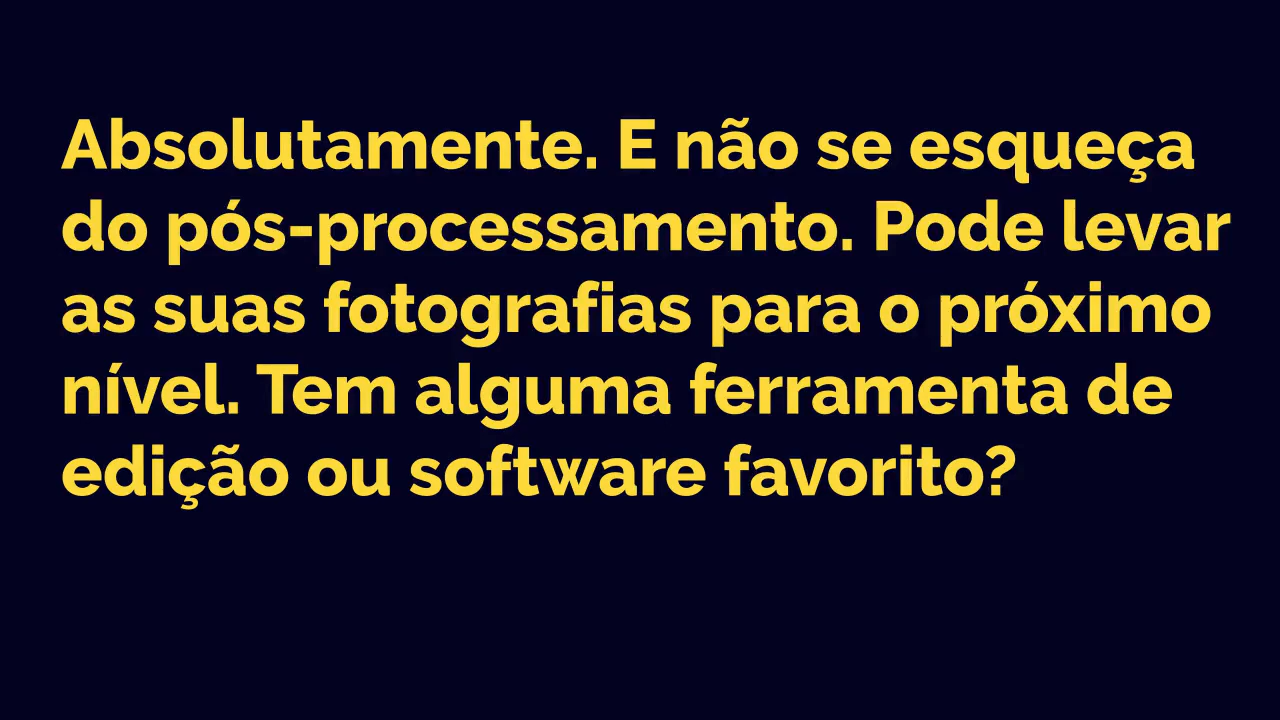 Absolutamente. E não se esqueça
do pós-processamento. Pode levar
as suas fotografias para o próximo
nível. Tem alguma ferramenta de
edição ou software favorito?